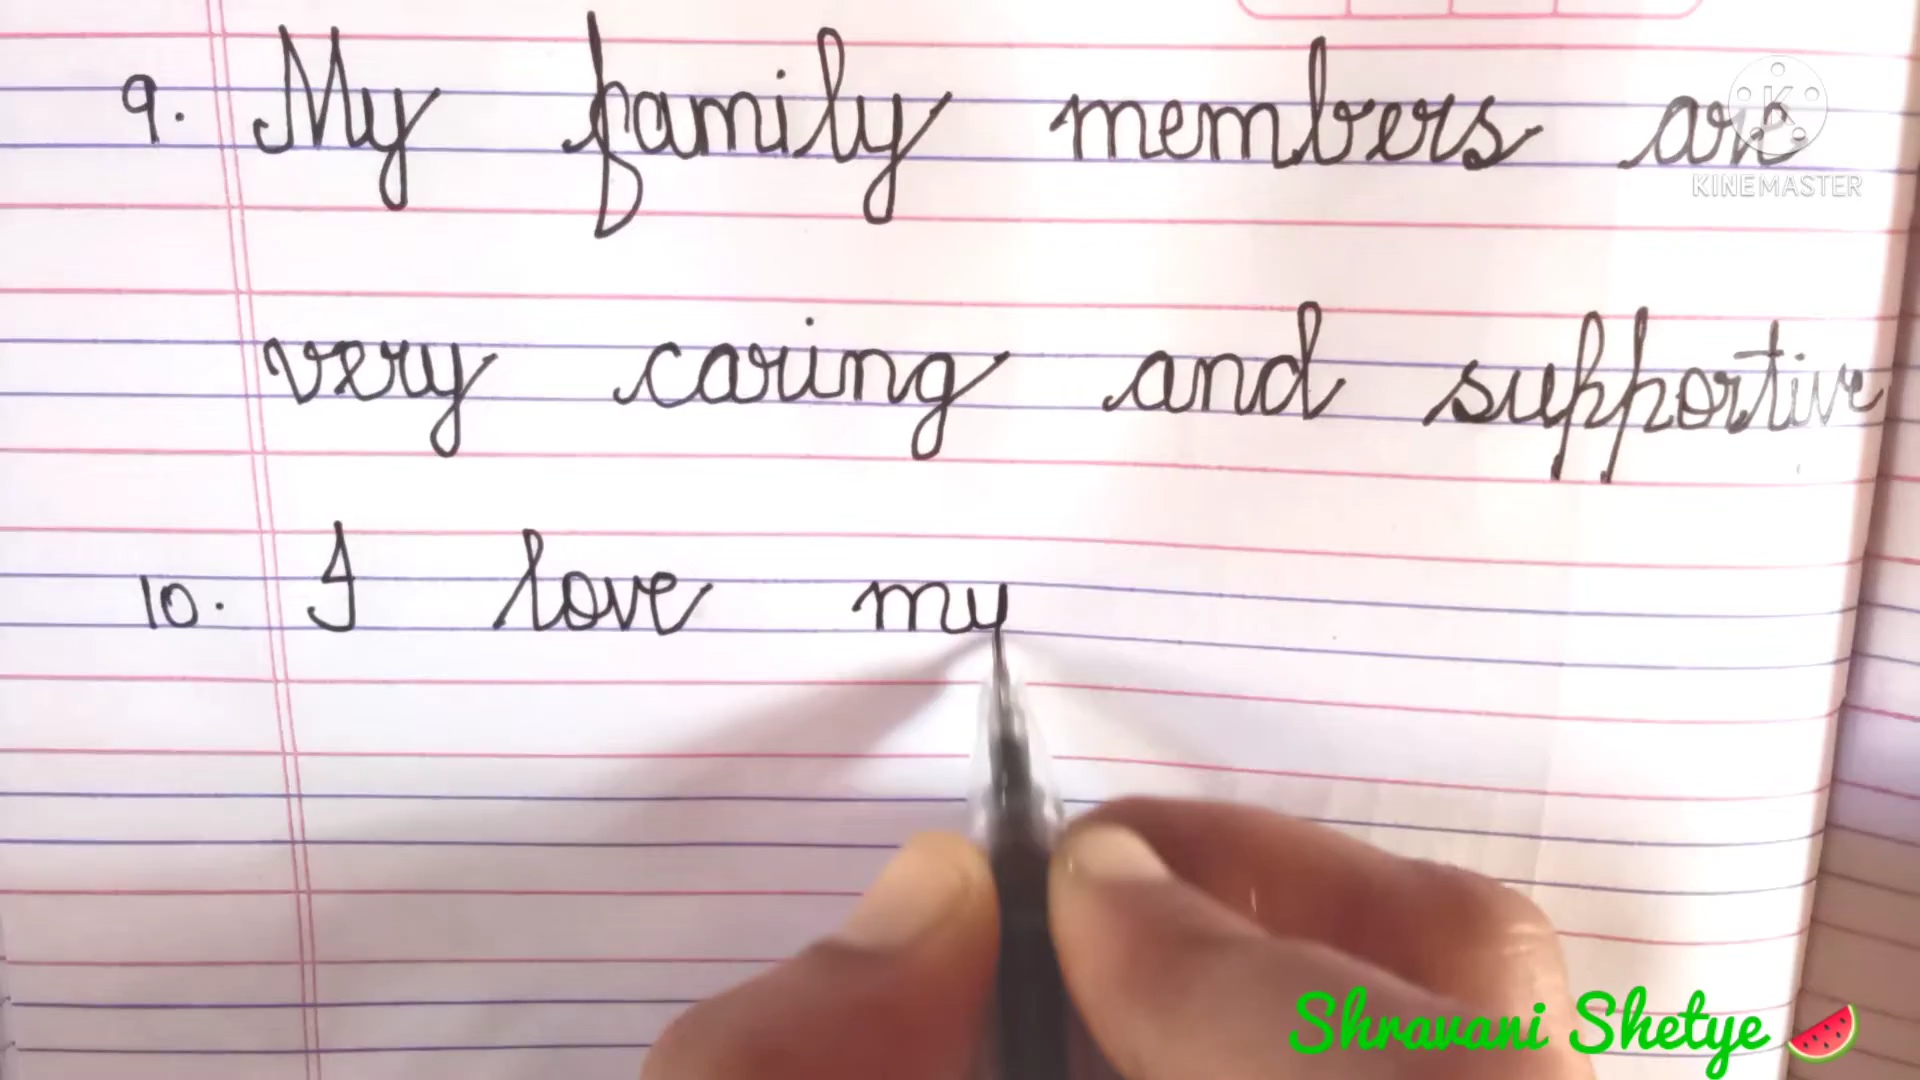 9. My family members are
KINEMASTER
very caring and supportive
10. I love my
Shravani Shetye